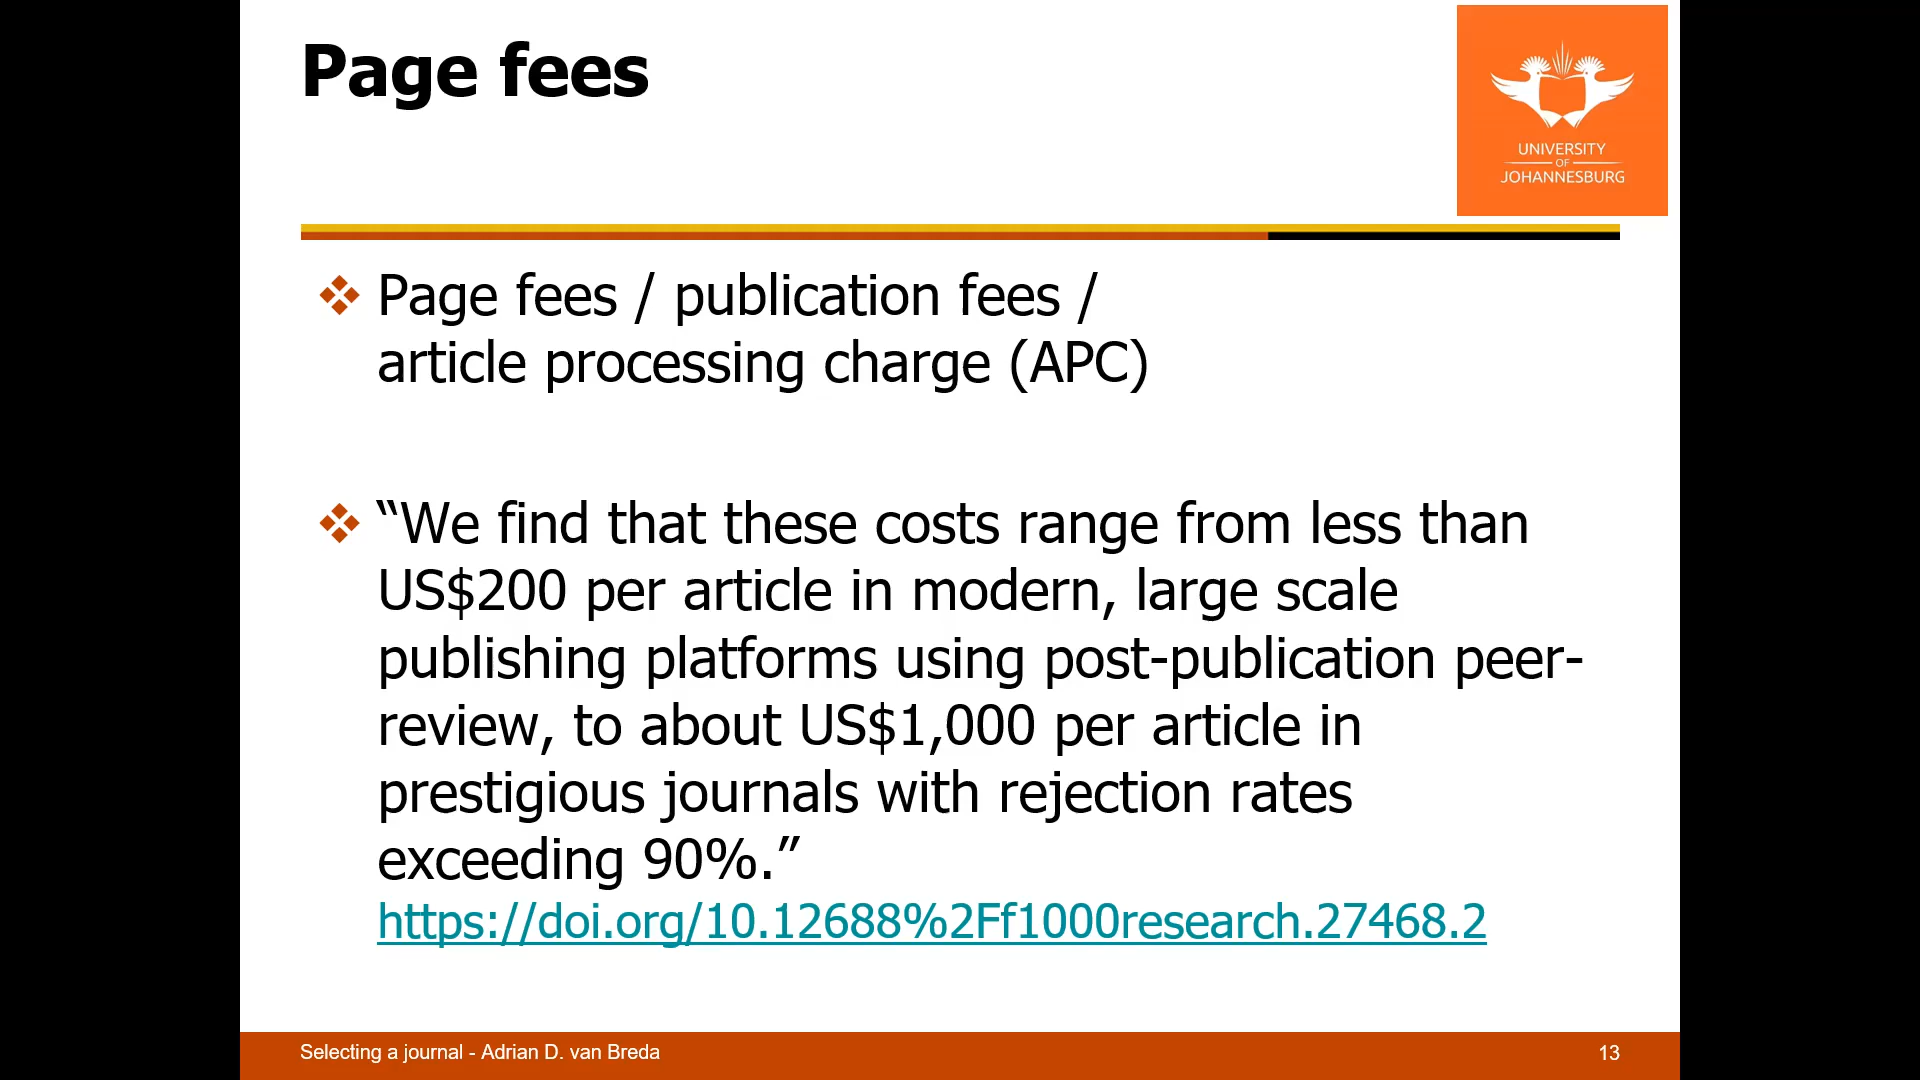 Page fees
UNIVERSITY
OF
JOHANNESBURG
Page fees / publication fees /
article processing charge (APC)
“We find that these costs range from less than
US$200 per article in modern, large scale
publishing platforms using post-publication peer-
review, to about US$1,000 per article in
prestigious journals with rejection rates
exceeding 90%.”
https://doi.org/10.12688%2Ff1000research.27468.2
Selecting a journal - Adrian D. van Breda
13